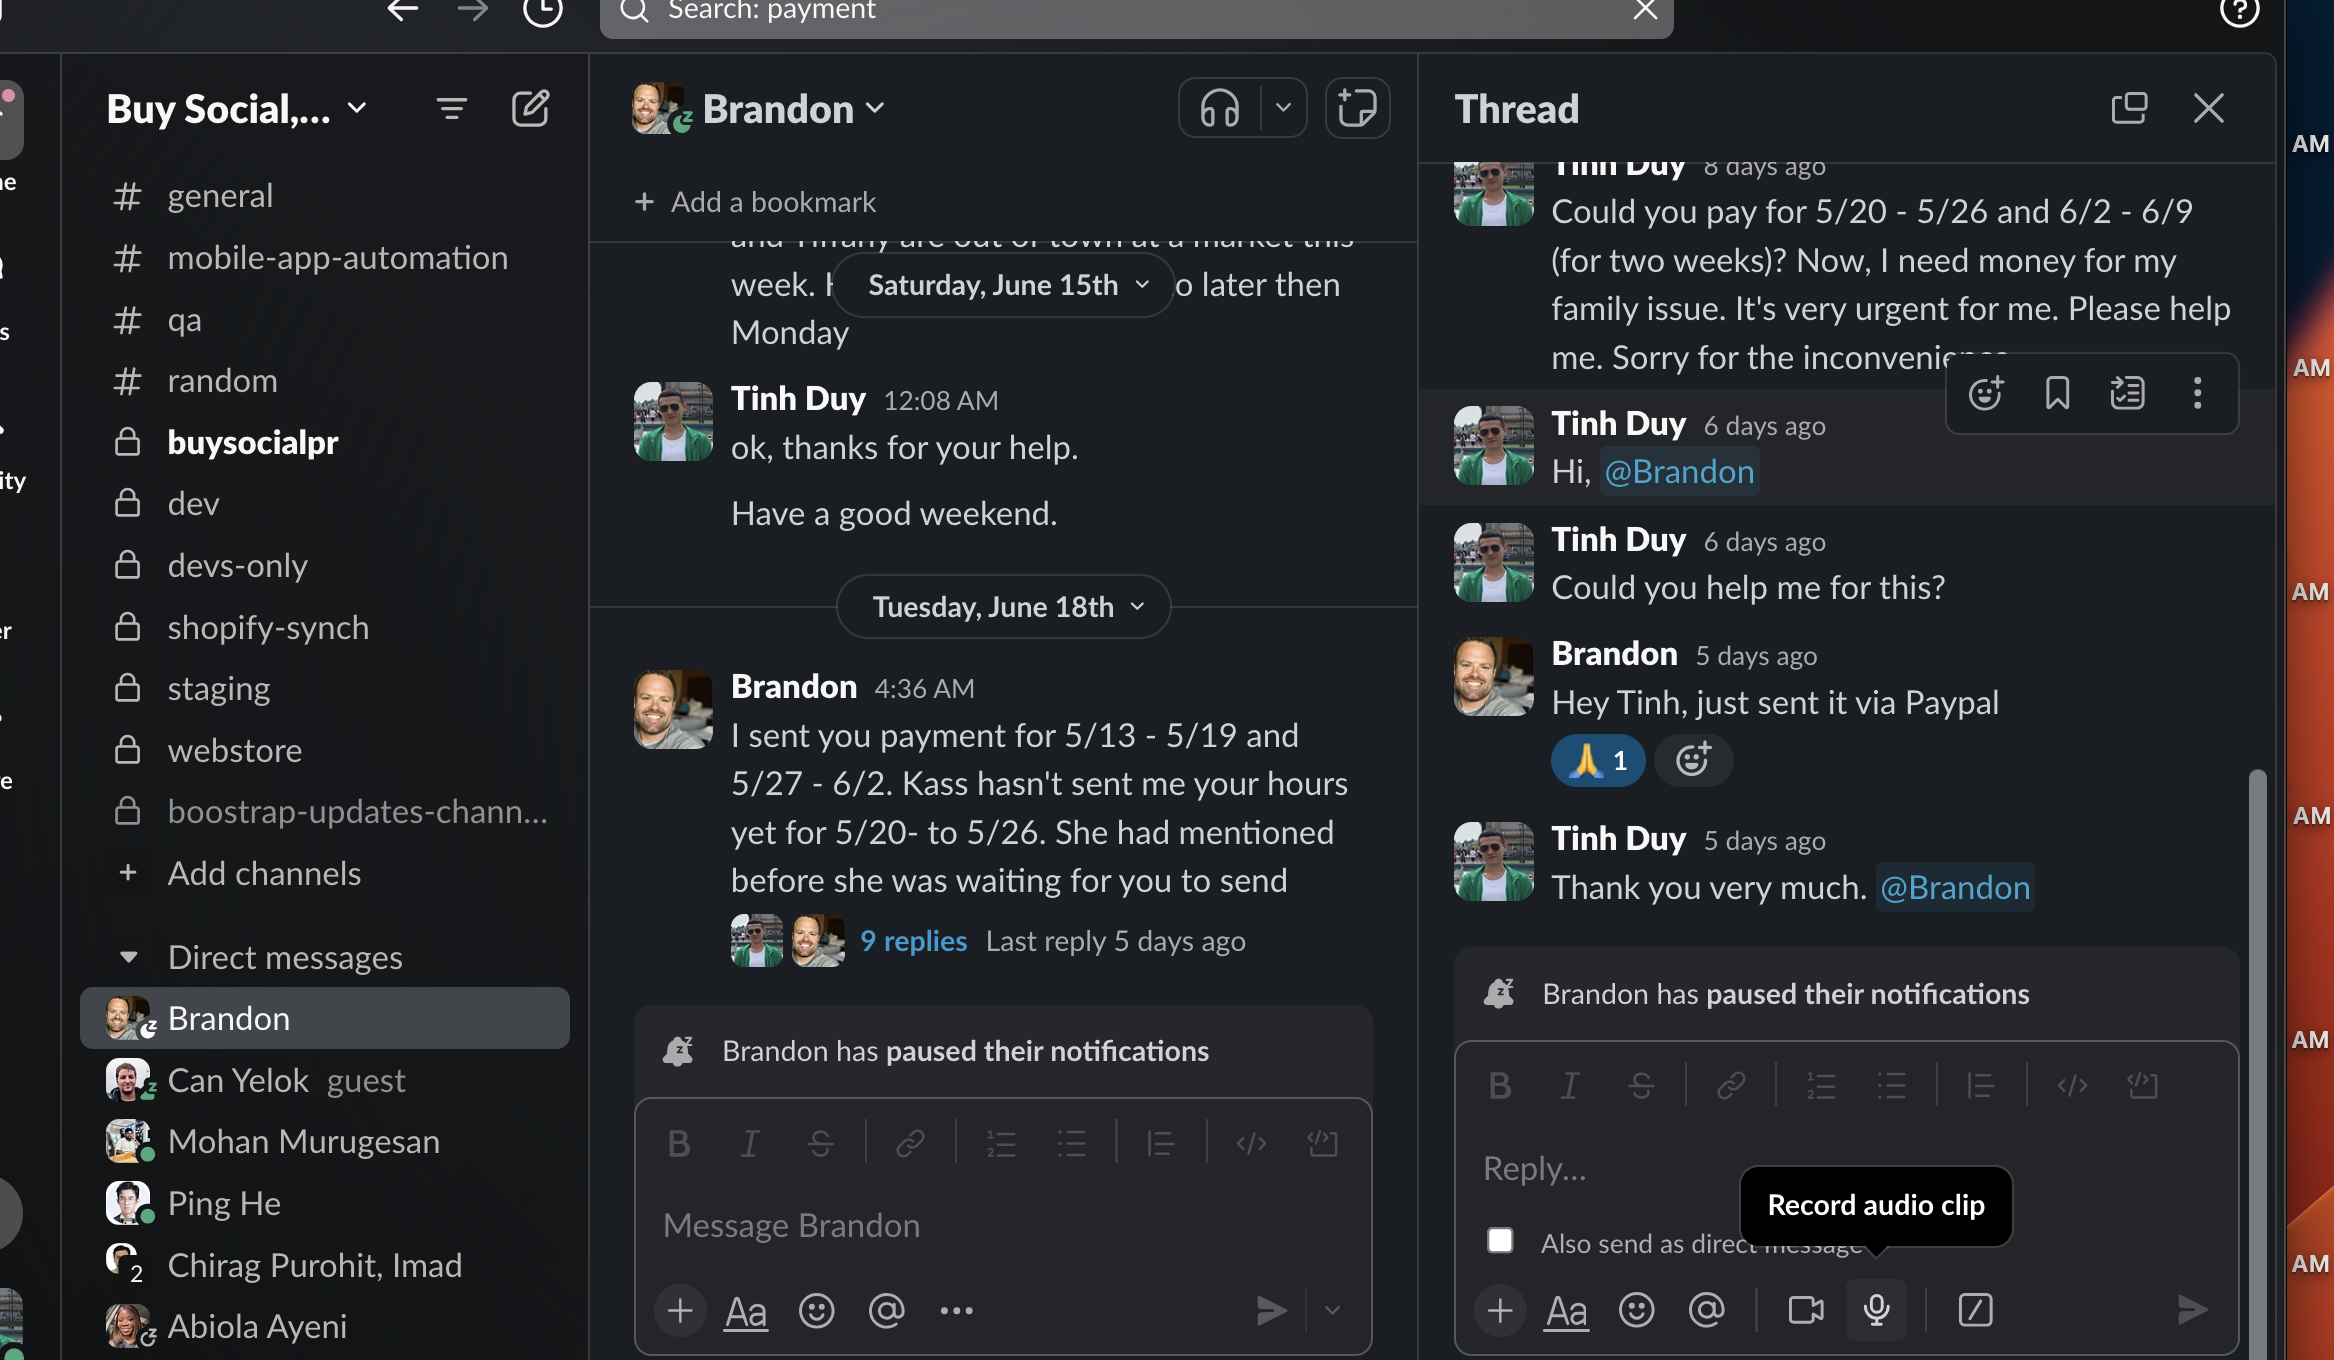 Search: payment
Buy Social,...
general
mobile-app-automation
qa
random
buysocialpr
dev
devs-only
shopify-synch
staging
webstore
boostrap-updates-chann...
+ Add channels
Direct messages
Brandon
Can Yelok guest
Mohan Murugesan
Ping He
2 Chirag Purohit, Imad
Abiola Ayeni
Brandon
+ Add a bookmark
and Tiffany are out of town at a market this
week. later then
Monday
Saturday, June 15th
Tinh Duy 12:08 AM
ok, thanks for your help.
Have a good weekend.
Tuesday, June 18th
Brandon 4:36 AM
I sent you payment for 5/13 - 5/19 and
5/27 - 6/2. Kass hasn't sent me your hours
yet for 5/20- to 5/26. She had mentioned
before she was waiting for you to send
9 replies Last reply 5 days ago
Brandon has paused their notifications
Message Brandon
Aa
Thread
Tinh Duy 8 days ago
Could you pay for 5/20 - 5/26 and 6/2 - 6/9
(for two weeks)? Now, I need money for my
family issue. It's very urgent for me. Please help
me. Sorry for the inconvenience
Tinh Duy 6 days ago
Hi, @Brandon
Tinh Duy 6 days ago
Could you help me for this?
Brandon 5 days ago
Hey Tinh, just sent it via Paypal
🙏 1
Tinh Duy 5 days ago
Thank you very much. @Brandon
Brandon has paused their notifications
Reply...
Record audio clip
Also send as direct message
Aa
AM
AM
AM
AM
AM
AM